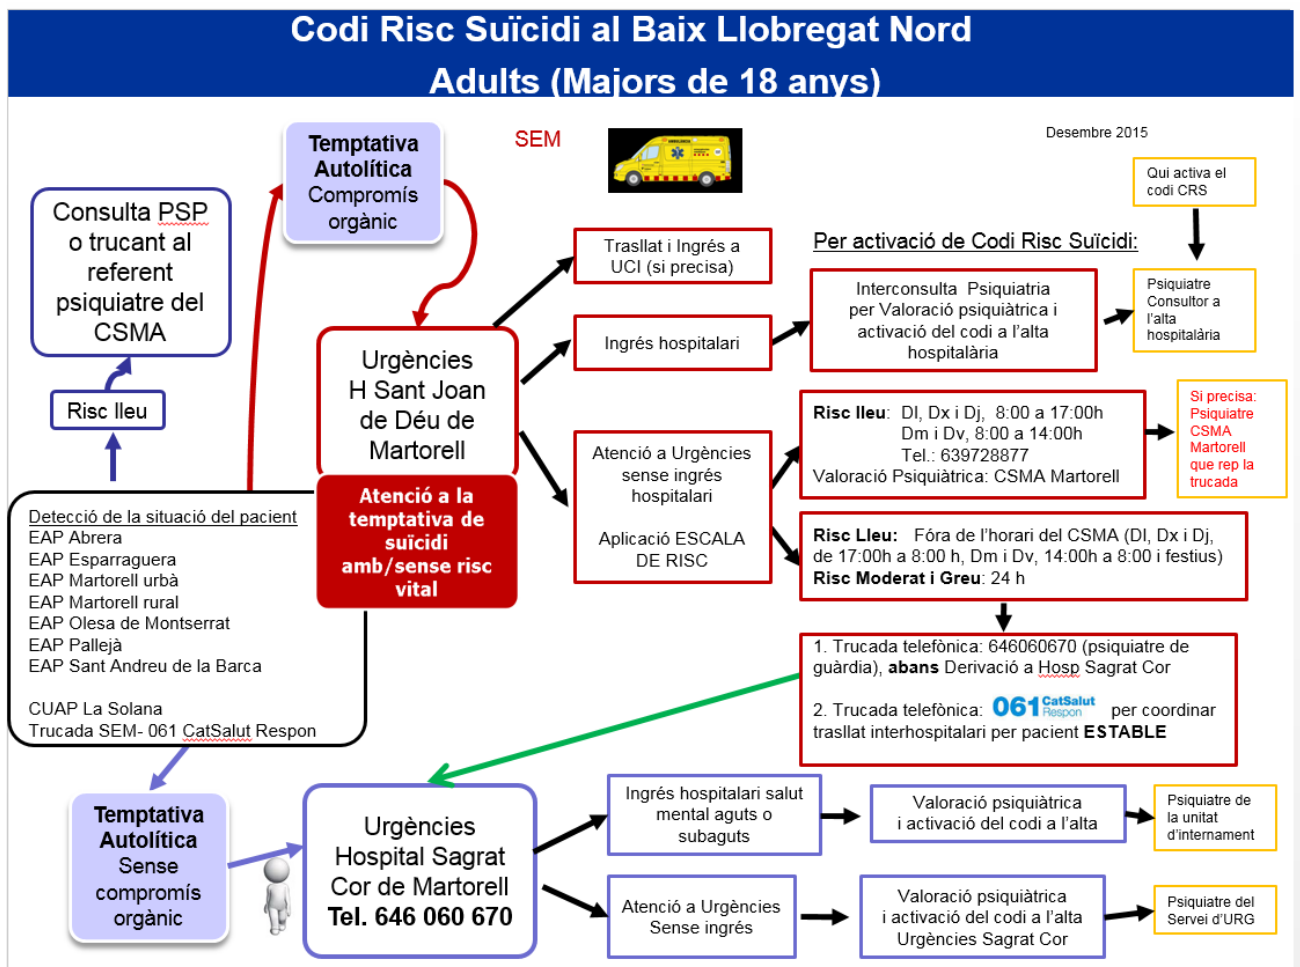 Codi Risc Suïcidi al Baix Llobregat Nord
Adults (Majors de 18 anys)
Temptativa
Autolítica
Compromís
orgànic
SEM
Desembre 2015
Qui activa el
codi CRS
Consulta PSP
o trucant al
referent
psiquiatre del
CSMA
Risc lleu
Trasllat i Ingrés a
UCI (si precisa)
Per activació de Codi Risc Suïcidi:
Ingrés hospitalari
Interconsulta Psiquiatria
per Valoració psiquiàtrica i
activació del codi a l'alta
hospitalària
Psiquiatre
Consultor a
l'alta
hospitalària
Urgències
H Sant Joan
de Déu de
Martorell
Atenció a la
temptativa de
suïcidi
amb/sense risc
vital
Atenció a Urgències
sense ingrés
hospitalari
Aplicació ESCALA
DE RISC
Risc lleu: Dl, Dx i Dj, 8:00 a 17:00h
Dm i Dv, 8:00 a 14:00h
Tel.: 639728877
Valoració Psiquiàtrica: CSMA Martorell
Si precisa:
Psiquiatre
CSMA
Martorell
que rep la
trucada
Risc Lleu: Fóra de l'horari del CSMA (Dl, Dx i Dj,
de 17:00h a 8:00 h, Dm i Dv, 14:00h a 8:00 i festius)
Risc Moderat i Greu: 24 h
Detecció de la situació del pacient
EAP Abrera
EAP Esparraguera
EAP Martorell urbà
EAP Martorell rural
EAP Olesa de Montserrat
EAP Pallejà
EAP Sant Andreu de la Barca
CUAP La Solana
Trucada SEM- 061 CatSalut Respon
1. Trucada telefònica: 646060670 (psiquiatre de
guàrdia), abans Derivació a Hosp Sagrat Cor
2. Trucada telefònica: 061 CatSalut Respon per coordinar
trasllat interhospitalari per pacient ESTABLE
Temptativa
Autolítica
Sense
compromís
orgànic
Urgències
Hospital Sagrat
Cor de Martorell
Tel. 646 060 670
Ingrés hospitalari salut
mental aguts o
subaguts
Valoració psiquiàtrica
i activació del codi a l'alta
Psiquiatre de
la unitat
d'internament
Atenció a Urgències
Sense ingrés
Valoració psiquiàtrica
i activació del codi a l'alta
Urgències Sagrat Cor
Psiquiatre del
Servei d'URG